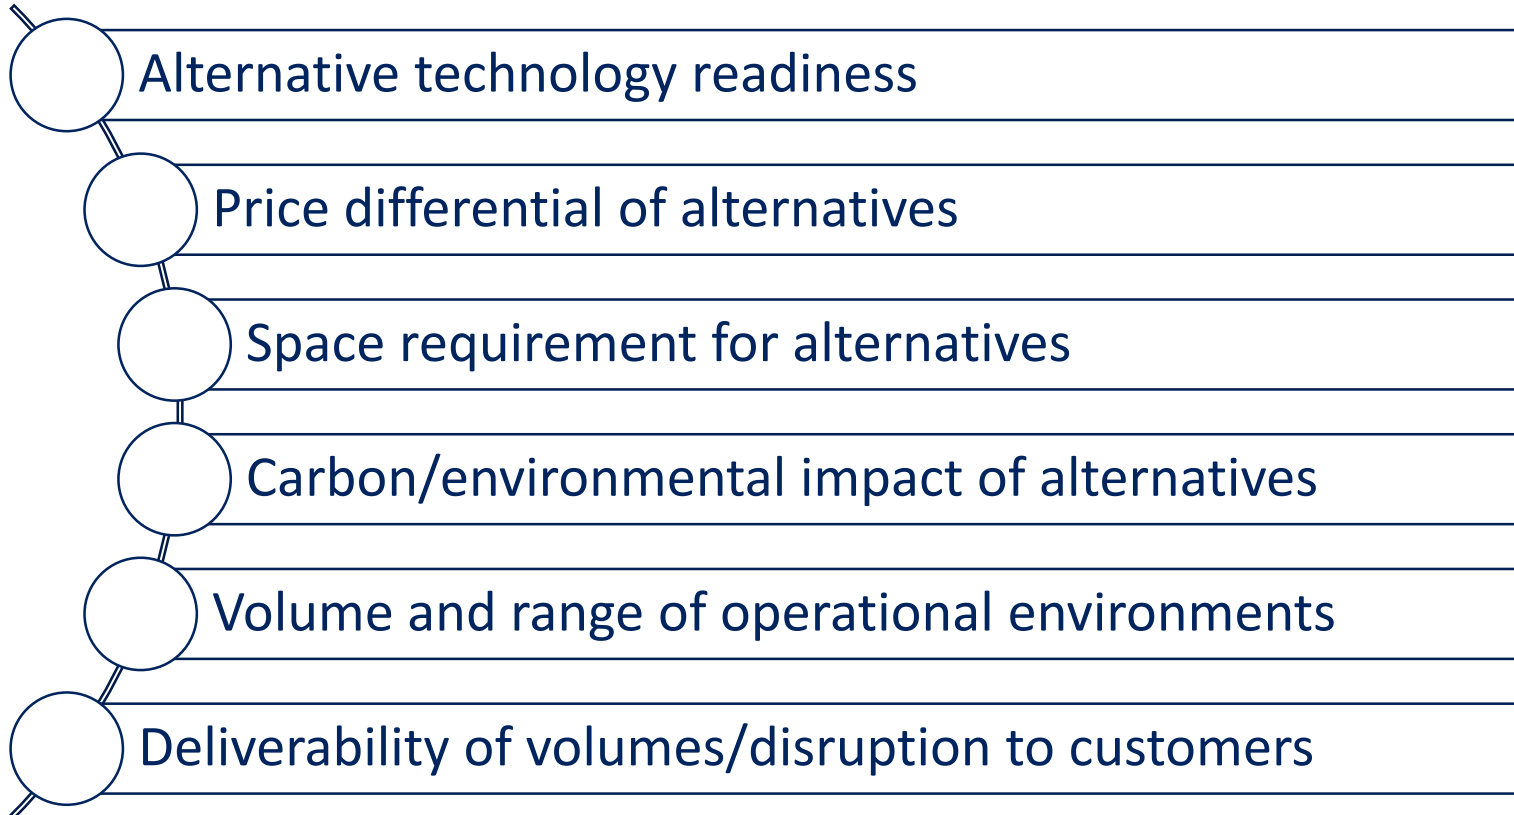 Alternative technology readiness
Price differential of alternatives
Space requirement for alternatives
Carbon/environmental impact of alternatives
Volume and range of operational environments
Deliverability of volumes/disruption to customers